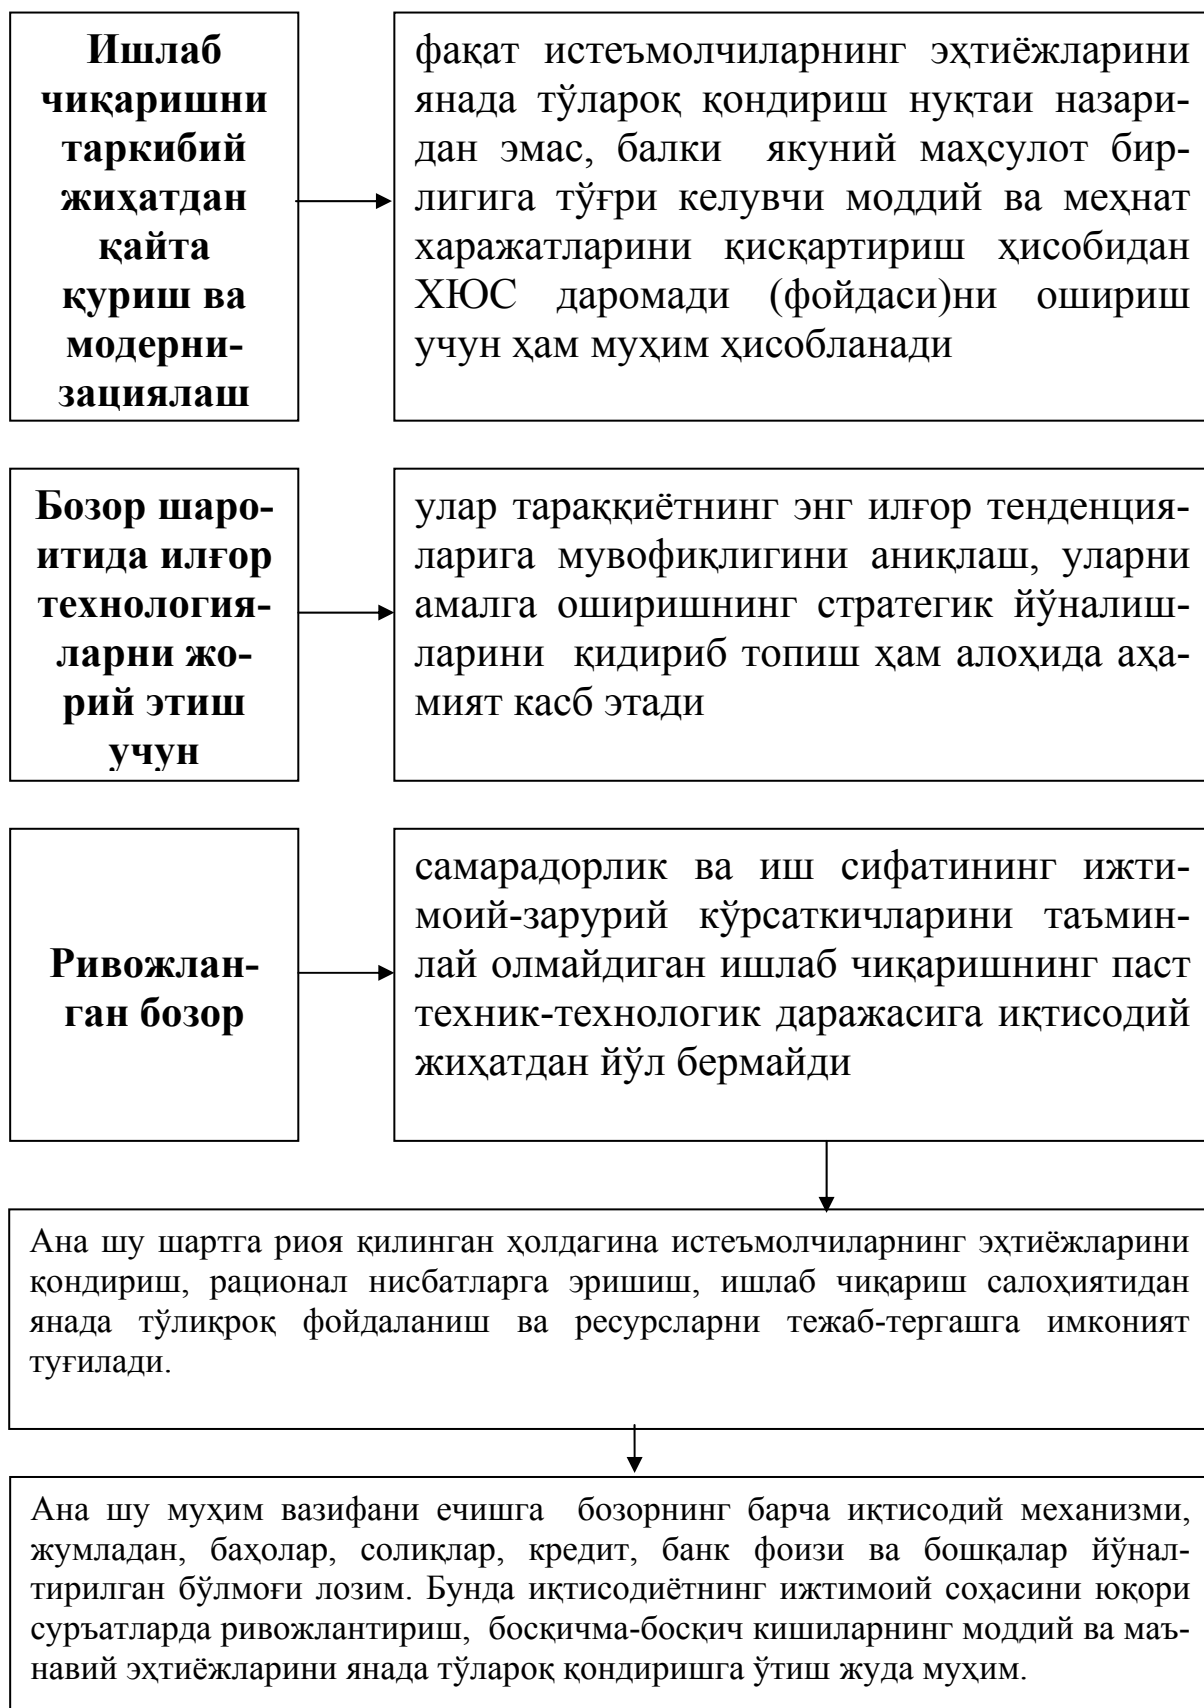 Ишлаб
чиқаришни
таркибий
жиҳатдан
қайта
қуриш ва
модерни-
зациялаш
фақат истеъмолчиларнинг эҳтиёжларини
янада тўлароқ қондириш нуқтаи назари-
дан эмас, балки якуний маҳсулот бир-
лигига тўғри келувчи моддий ва меҳнат
харажатларини қисқартириш ҳисобидан
ХЮС даромади (фойдаси)ни ошириш
учун ҳам муҳим ҳисобланади
Бозор шаро-
итида илғор
технология-
ларни жо-
рий этиш
учун
улар тараққиётнинг энг илғор тенденция-
ларига мувофиқлигини аниқлаш, уларни
амалга оширишнинг стратегик йўналиш-
ларини қидириб топиш ҳам алоҳида аҳа-
мият касб этади
Ривожлан-
ган бозор
самарадорлик ва иш сифатининг ижти-
моий-зарурий кўрсаткичларини таъмин-
лай олмайдиган ишлаб чиқаришнинг паст
техник-технологик даражасига иқтисодий
жиҳатдан йўл бермайди
Ана шу шартга риоя қилинган ҳолдагина истеъмолчиларнинг эҳтиёжларини
қондириш, рационал нисбатларга эришиш, ишлаб чиқариш салоҳиятидан
янада тўлиқроқ фойдаланиш ва ресурсларни тежаб-тергашга имконият
туғилади.
Ана шу муҳим вазифани ечишга бозорнинг барча иқтисодий механизми,
жумладан, баҳолар, солиқлар, кредит, банк фоизи ва бошқалар йўнал-
тирилган бўлмоғи лозим. Бунда иқтисодиётнинг ижтимоий соҳасини юқори
суръатларда ривожлантириш, босқичма-босқич кишиларнинг моддий ва маъ-
навий эҳтиёжларини янада тўлароқ қондиришга ўтиш жуда муҳим.